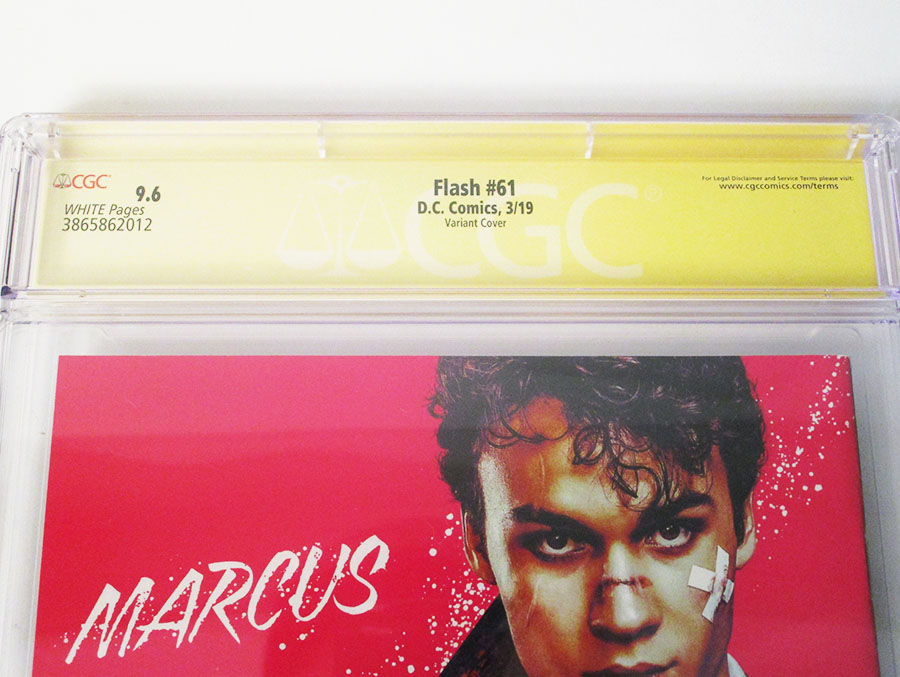 CGC
9.6
WHITE Pages
3865862012
Flash #61
D.C. Comics, 3/19
Variant Cover
For Legal Disclaimer and Service Terms please visit:
www.cgccomics.com/terms
CGC®
MARCUS